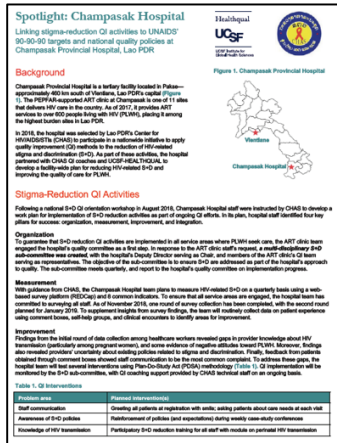 Spotlight: Champasak Hospital
Linking stigma-reduction QI activities to UNAIDS'
90-90-90 targets and national quality policies at
Champasak Provincial Hospital, Lao PDR
Healthqual
UCSF
UCSF Institute for
Global Health Sciences
Background
Champasak Provincial Hospital is a tertiary facility located in Pakse—
approximately 400 km south of Vientiane, Lao PDR's capital (Figure
1). The PEPFAR-supported ART clinic at Champasak is one of 11 sites
that delivers HIV care in the country. As of 2017, it provides ART
services to over 600 people living with HIV (PLWH), placing it among
the highest burden sites in Lao PDR.
In 2018, the hospital was selected by Lao PDR's Center for
HIV/AIDS/STIs (CHAS) to participate in a nationwide initiative to apply
quality improvement (QI) methods to the reduction of HIV-related
stigma and discrimination (S+D). As part of these activities, the hospital
partnered with CHAS QI coaches and UCSF-HEALTHQUAL to
develop a facility-wide plan for reducing HIV-related S+D and
improving the quality of care for PLWH.
Figure 1. Champasak Provincial Hospital
Vientiane
Champasak Hospital
Stigma-Reduction QI Activities
Following a national S+D QI orientation workshop in August 2018, Champasak Hospital staff were instructed by CHAS to develop a
work plan for implementation of S+D reduction activities as part of ongoing QI efforts. In its plan, hospital staff identified four key
pillars for success: organization, measurement, improvement, and integration.
Organization
To guarantee that S+D reduction QI activities are implemented in all service areas where PLWH seek care, the ART clinic team
engaged the hospital's quality committee as a first step. In response to the ART clinic staff's request, a multi-disciplinary S+D
sub-committee was created, with the hospital's Deputy Director serving as Chair, and members of the ART clinic's QI team
serving as representatives. The objective of the sub-committee is to ensure S+D are addressed as part of the hospital's approach
to quality. The sub-committee meets quarterly, and report to the hospital's quality committee on implementation progress.
Measurement
With guidance from CHAS, the Champasak Hospital team plans to measure HIV-related S+D on a quarterly basis using a web-
based survey platform (REDCap) and 6 common indicators. To ensure that all service areas are engaged, the hospital team has
committed to surveying all staff. As of November 2018, one round of survey collection has been completed, with the second round
planned for January 2019. To supplement insights from survey findings, the team will routinely collect data on patient experience
using comment boxes, self-help groups, and clinical encounters to identify areas for improvement.
Improvement
Findings from the initial round of data collection among healthcare workers revealed gaps in provider knowledge about HIV
transmission (particularly among pregnant women), and some evidence of negative attitudes toward PLWH. Moreover, findings
also revealed providers' uncertainty about existing policies related to stigma and discrimination. Finally, feedback from patients
obtained through comment boxes showed staff communication to be the most common complaint. To address these gaps, the
hospital team will test several interventions using Plan-Do-Study-Act (PDSA) methodology (Table 1). QI implementation will be
monitored by the S+D sub-committee, with QI coaching support provided by CHAS technical staff on an ongoing basis.
Table 1. QI Interventions
Problem area Planned intervention(s)
Staff communication Greeting all patients at registration with smile; asking patients about care needs at each visit
Awareness of S+D policies Reinforcement of policies (and expectations) during weekly case-study conferences
Knowledge of HIV transmission Participatory S+D reduction training for all staff with module on perinatal HIV transmission